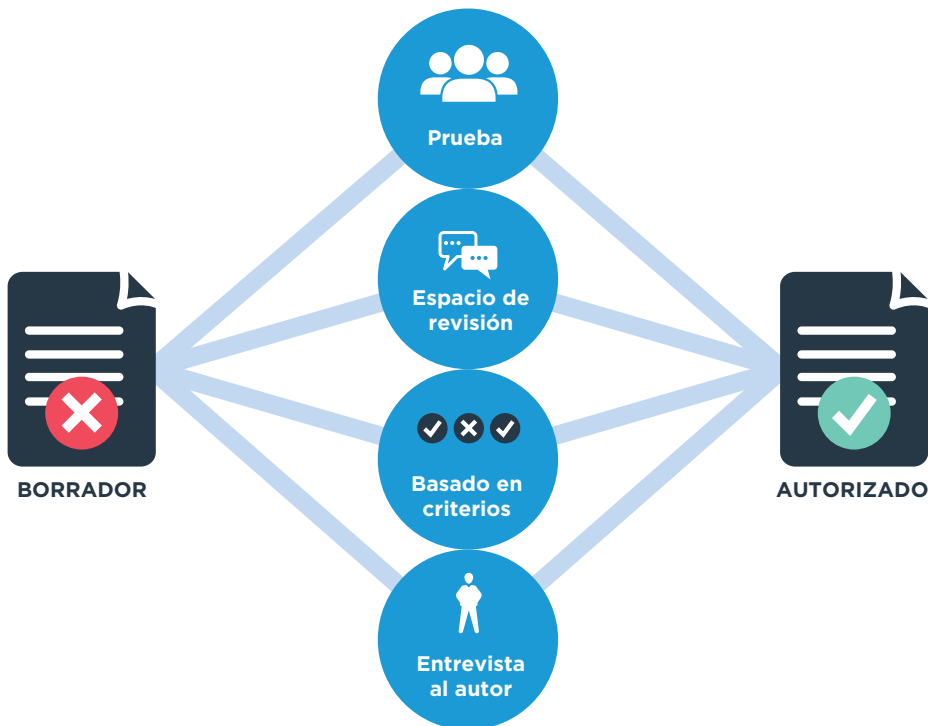 Prueba
Espacio de
revisión
Basado en
criterios
Entrevista
al autor
BORRADOR
AUTORIZADO